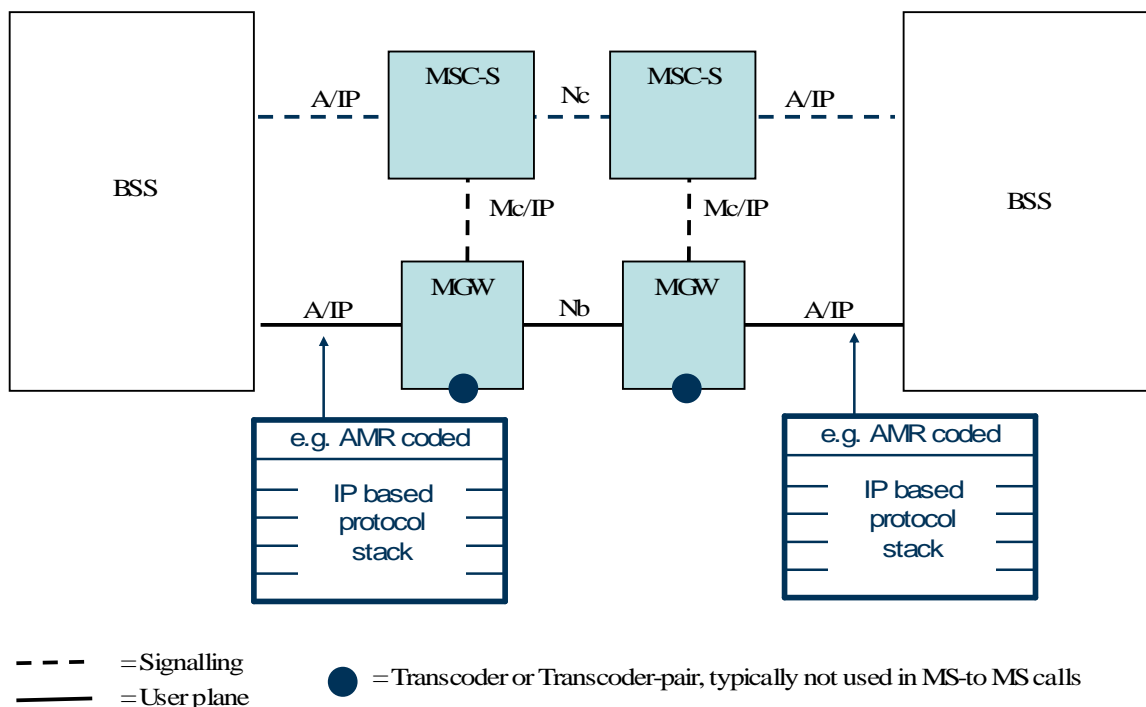 MSC-S
MSC-S
A/IP
Nc
A/IP
BSS
BSS
Mc/IP
Mc/IP
MGW
MGW
A/IP
Nb
A/IP
e.g. AMR coded
IP based
protocol
stack
e.g. AMR coded
IP based
protocol
stack
= Signalling
= User plane
= Transcoder or Transcoder-pair, typically not used in MS-to MS calls